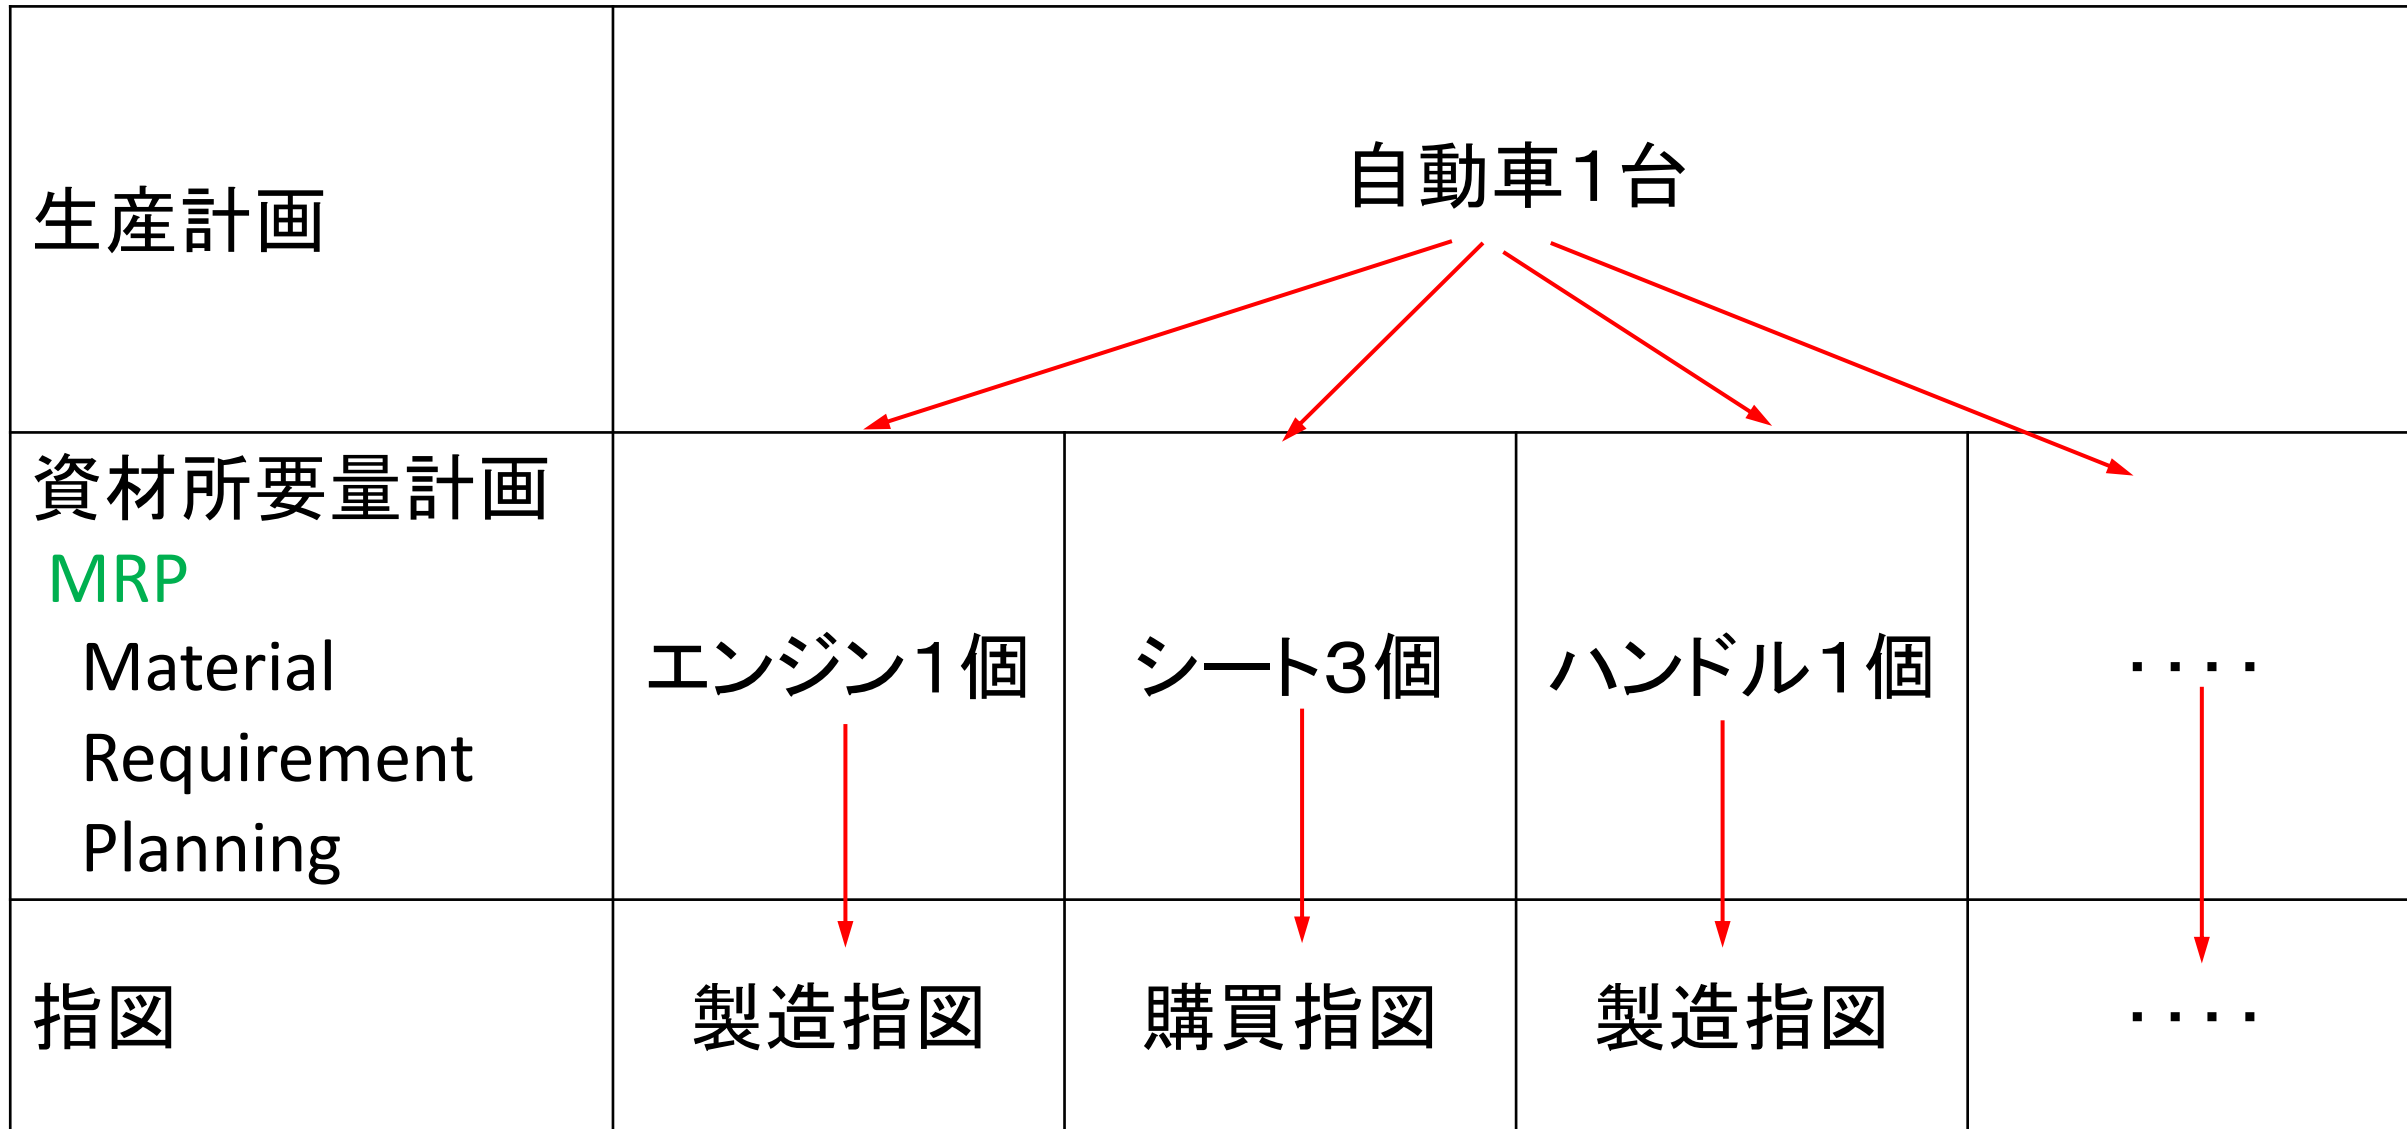 生産計画
自動車１台
資材所要量計画
MRP
Material
Requirement
Planning
エンジン１個
シート３個
ハンドル１個
・・・・
指図
製造指図
購買指図
製造指図
・・・・